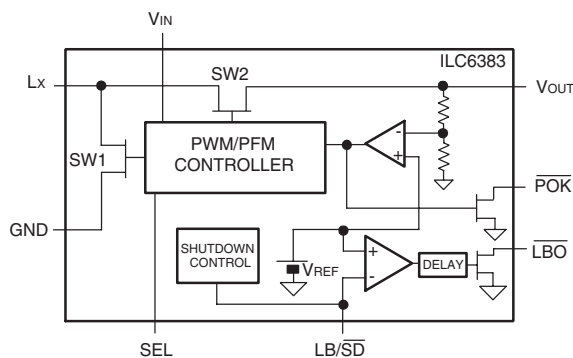 VIN
ILC6383
LX
SW2
VOUT
PWM/PFM
CONTROLLER
-
+
SW1
POK
GND
SHUTDOWN
CONTROL
VREF
+
-
DELAY
LBO
SEL
LB/SD